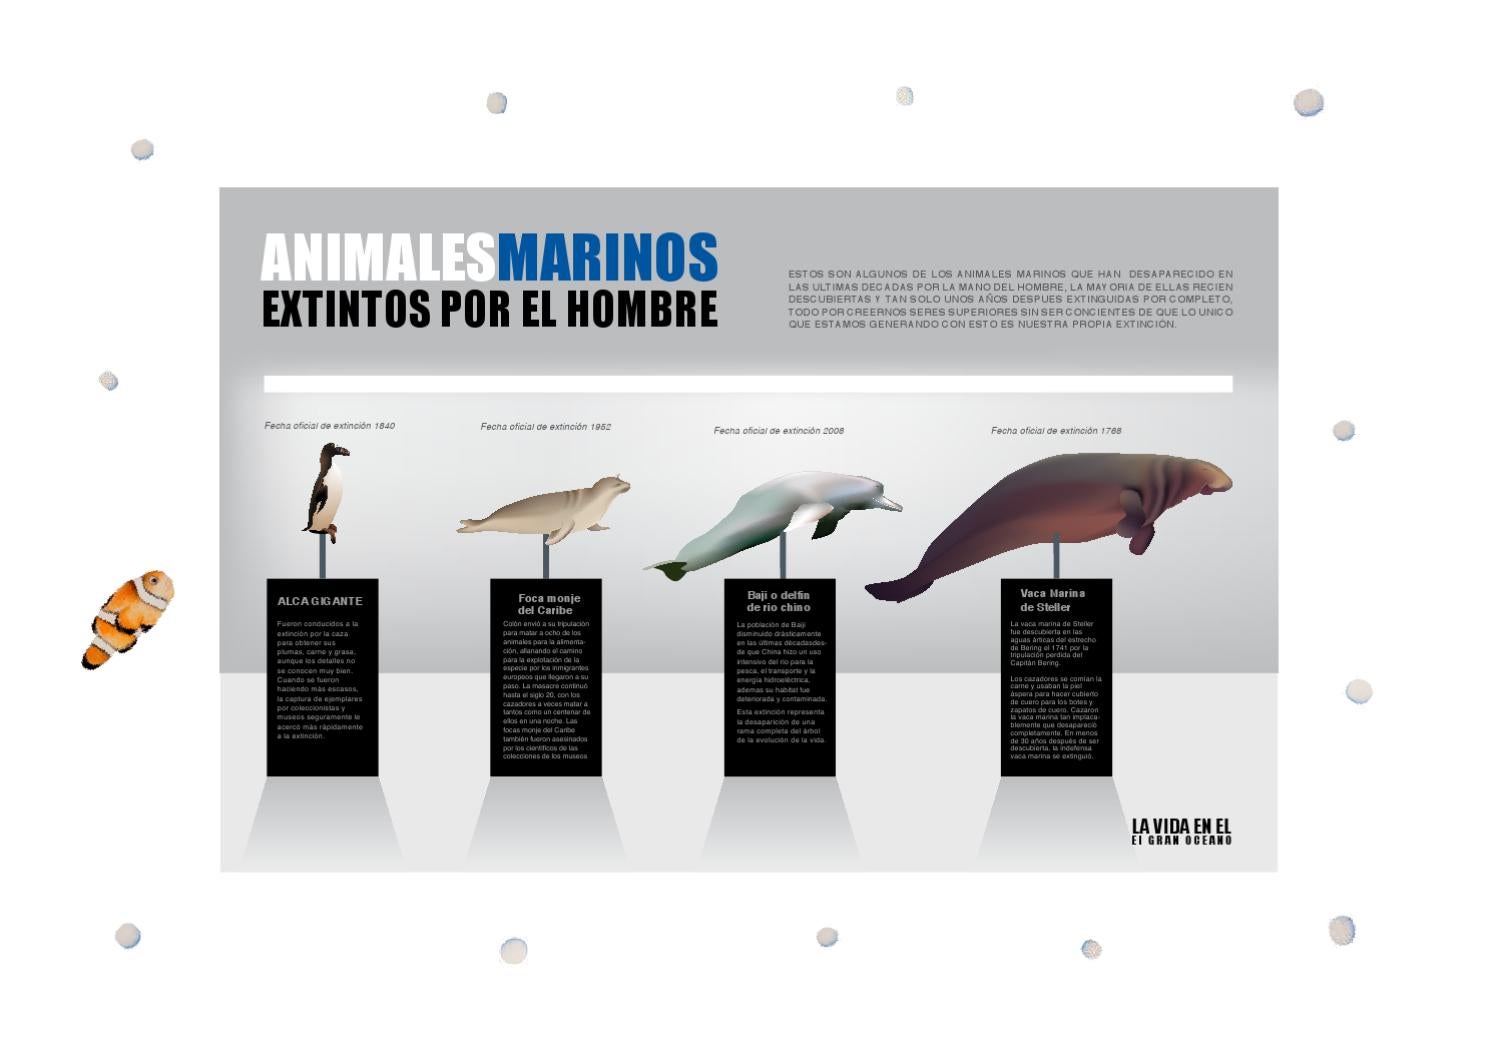 ANIMALESMARINOS
EXTINTOS POR EL HOMBRE
ESTOS SON ALGUNOS DE LOS ANIMALES MARINOS QUE HAN DESAPARECIDO EN
LAS ULTIMAS DECADAS POR LA MANO DEL HOMBRE, LA MAYORIA DE ELLAS RECIEN
DESCUBIERTAS Y TAN SOLO UNOS AÑOS DESPUES EXTINGUIDAS POR COMPLETO,
TODO POR CREERNOS SERES SUPERIORES SIN SER CONCIENTES DE QUE LO UNICO
QUE ESTAMOS GENERANDO CON ESTO ES NUESTRA PROPIA EXTINCIÓN.
Fecha oficial de extinción 1840
Fecha oficial de extinción 1952
Fecha oficial de extinción 2008
Fecha oficial de extinción 1768
ALCA GIGANTE
Fueron conducidos a la
extinción por la caza
para obtener sus
plumas, carne y grasa,
aunque los detalles no
se conocen muy bien.
Cuando se fueron
haciendo más escasos,
la captura de ejemplares
por coleccionistas y
museos seguramente le
acercó más rápidamente
a la extinción.
Foca monje
del Caribe
Colón envió a su tripulación
para matar a ocho de los
animales para la alimenta-
ción, allanando el camino
para la explotación de la
especie por los inmigrantes
europeos que llegaron a su
paso. La masacre continuó
hasta el siglo 20, con los
cazadores a veces matar a
tantos como un centenar de
ellos en una noche. Las
focas monje del Caribe
también fueron asesinados
por los científicos de las
colecciones de los museos
Baji o delfín
de rio chino
La población de Baiji
disminuido drásticamente
en las últimas décadasdes-
de que China hizo un uso
intensivo del río para la
pesca, el transporte y la
energía hidroeléctrica,
ademas su habitat fue
deteriorada y contaminada.
Esta extinción representa
la desaparición de una
rama completa del árbol
de la evolución de la vida.
Vaca Marina
de Steller
La vaca marina de Steller
fue descubierta en las
aguas árticas del estrecho
de Bering el 1741 por la
tripulación perdida del
Capitán Bering.
Los cazadores se comían la
carne y usaban la piel
áspera para hacer cubierto
de cuero para los botes y
zapatos de cuero. Cazaron
la vaca marina tan implaca-
blemente que desapareció
completamente. En menos
de 30 años después de ser
descubierta, la indefensa
vaca marina se extinguió.
LA VIDA EN EL
El GRAN OCEANO